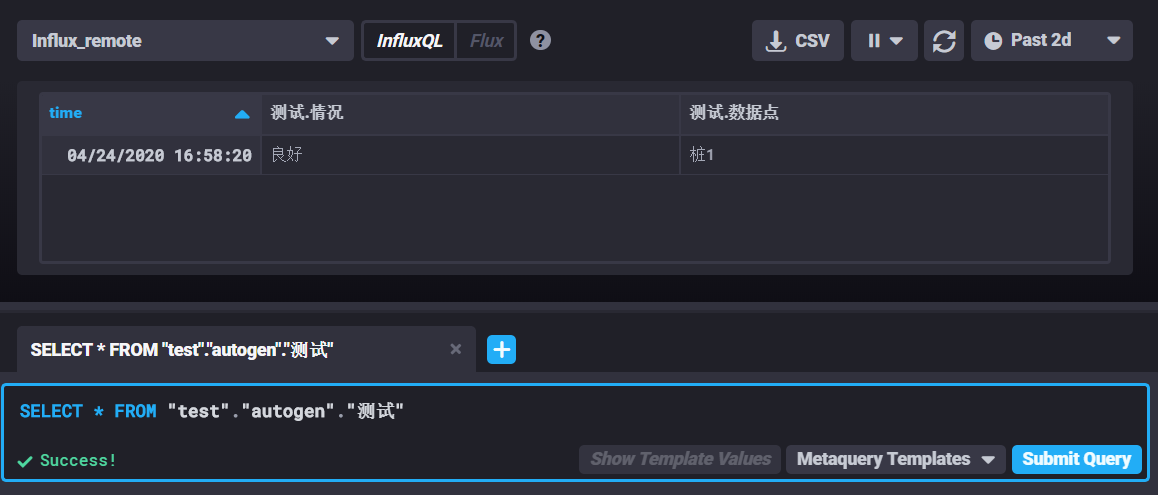 Influx_remote InfluxQL Flux ? CSV Past 2d
time 测试.情况 测试.数据点
04/24/2020 16:58:20 良好 桩1
SELECT * FROM "test"."autogen"."测试" ×
SELECT * FROM "test"."autogen"."测试"
Success! Show Template Values Metaquery Templates Submit Query